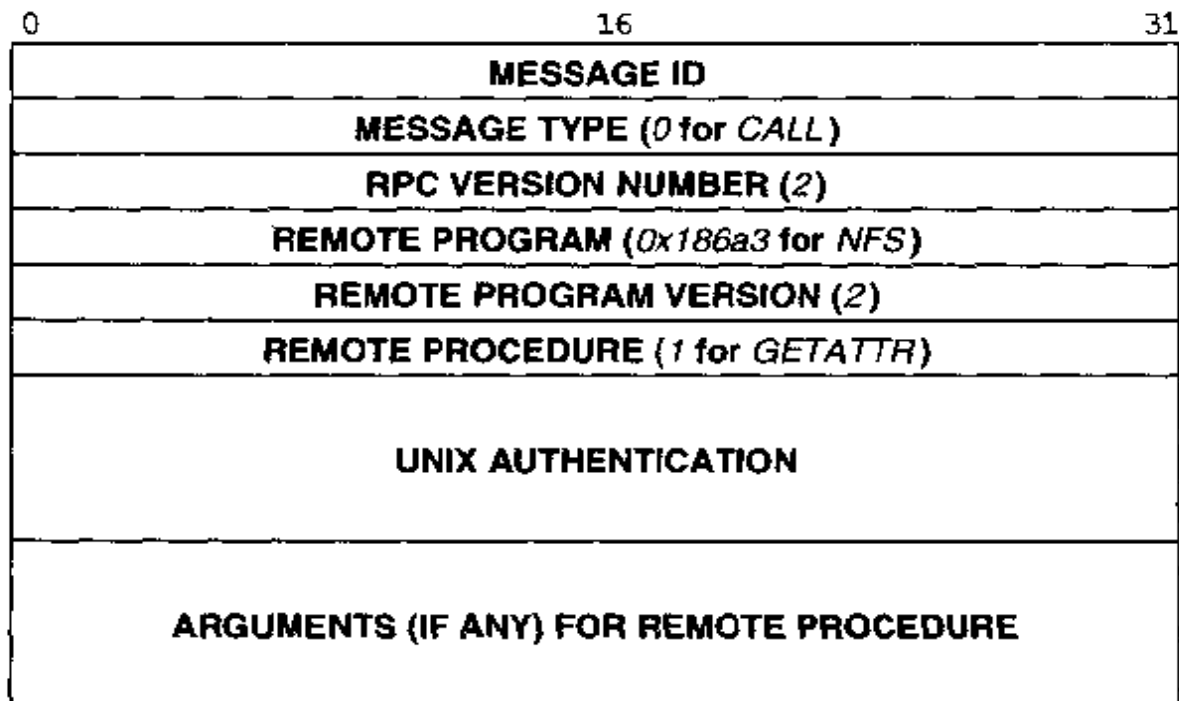 0 16 31
MESSAGE ID
MESSAGE TYPE (0 for CALL)
RPC VERSION NUMBER (2)
REMOTE PROGRAM (0x186a3 for NFS)
REMOTE PROGRAM VERSION (2)
REMOTE PROCEDURE (1 for GETATTR)
UNIX AUTHENTICATION
ARGUMENTS (IF ANY) FOR REMOTE PROCEDURE